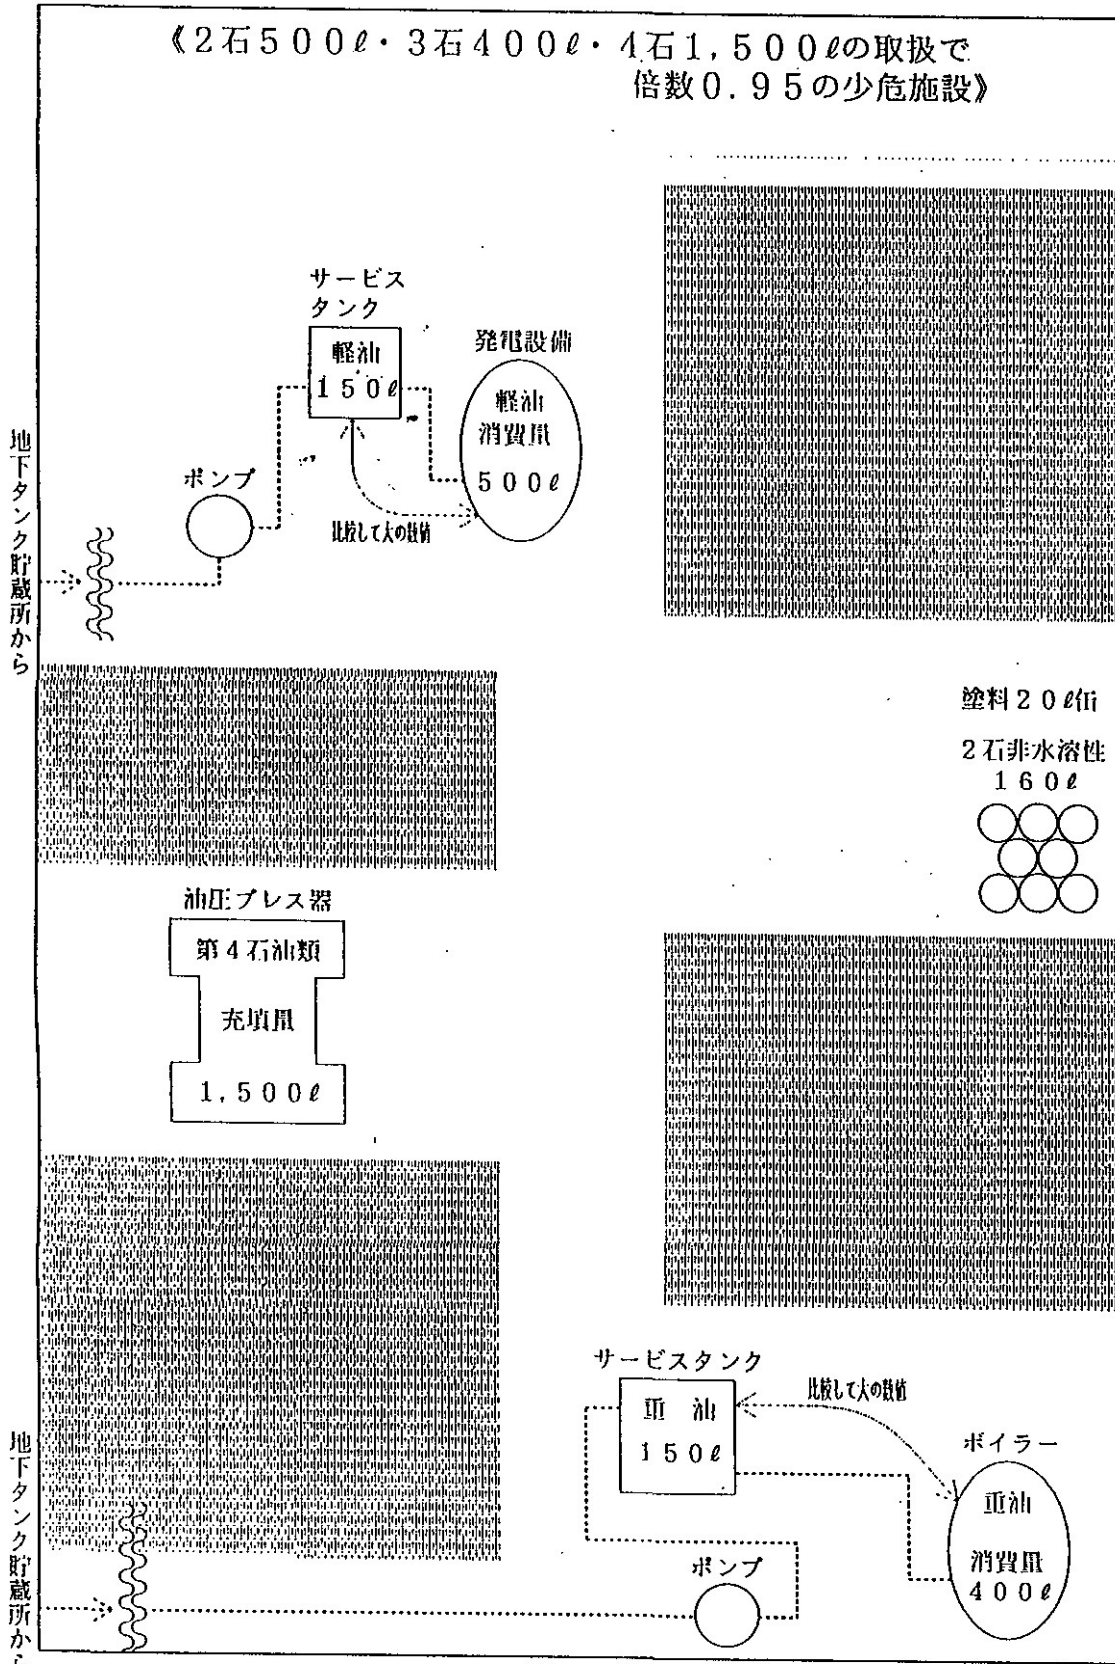 《2石500ℓ・3石400ℓ・4石1,500ℓの取扱で
倍数0.95の少危施設》
サービス
タンク
軽油
150ℓ
発電設備
軽油
消費量
500ℓ
ポンプ
比較して大の数値
地下タンク貯蔵所から
塗料20ℓ缶
2石非水溶性
160ℓ
油圧プレス器
第4石油類
充填量
1,500ℓ
サービスタンク
重油
150ℓ
比較して大の数値
ボイラー
重油
消費量
400ℓ
ポンプ
地下タンク貯蔵所から